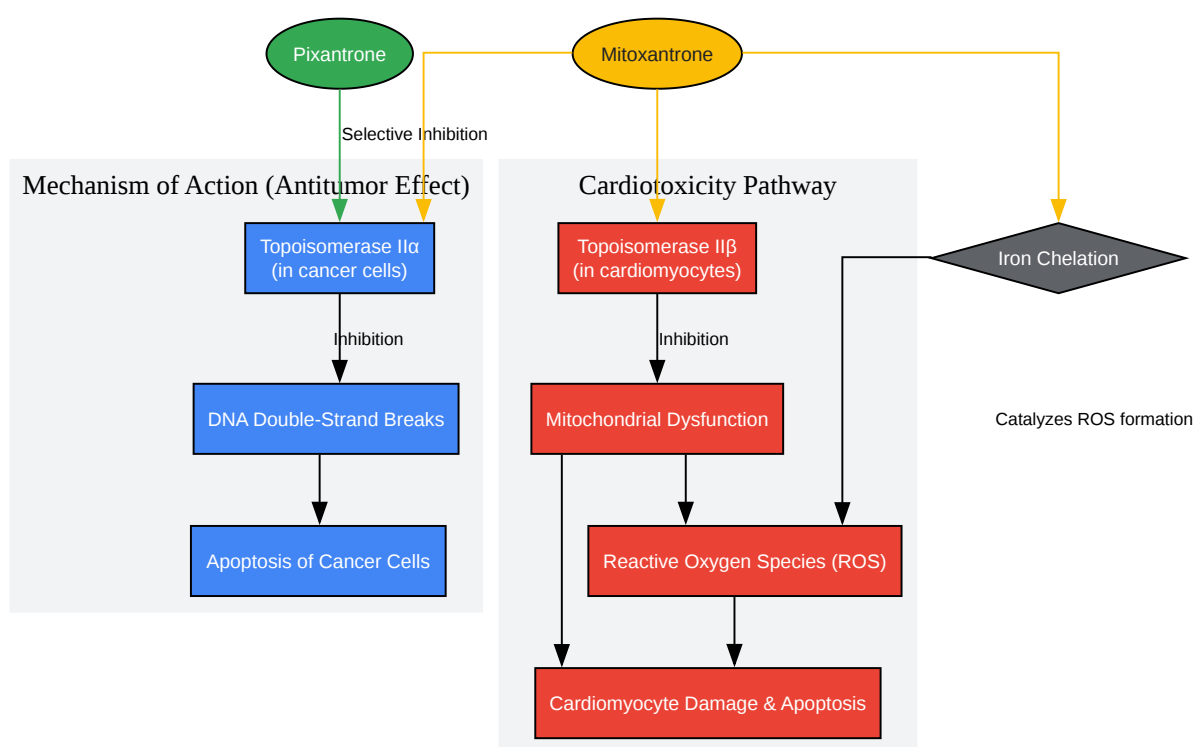 Pixantrone
Mitoxantrone
Selective Inhibition
Mechanism of Action (Antitumor Effect)
Cardiotoxicity Pathway
Topoisomerase IIα
(in cancer cells)
Topoisomerase IIβ
(in cardiomyocytes)
Iron Chelation
Inhibition
Inhibition
DNA Double-Strand Breaks
Mitochondrial Dysfunction
Catalyzes ROS formation
Apoptosis of Cancer Cells
Reactive Oxygen Species (ROS)
Cardiomyocyte Damage & Apoptosis